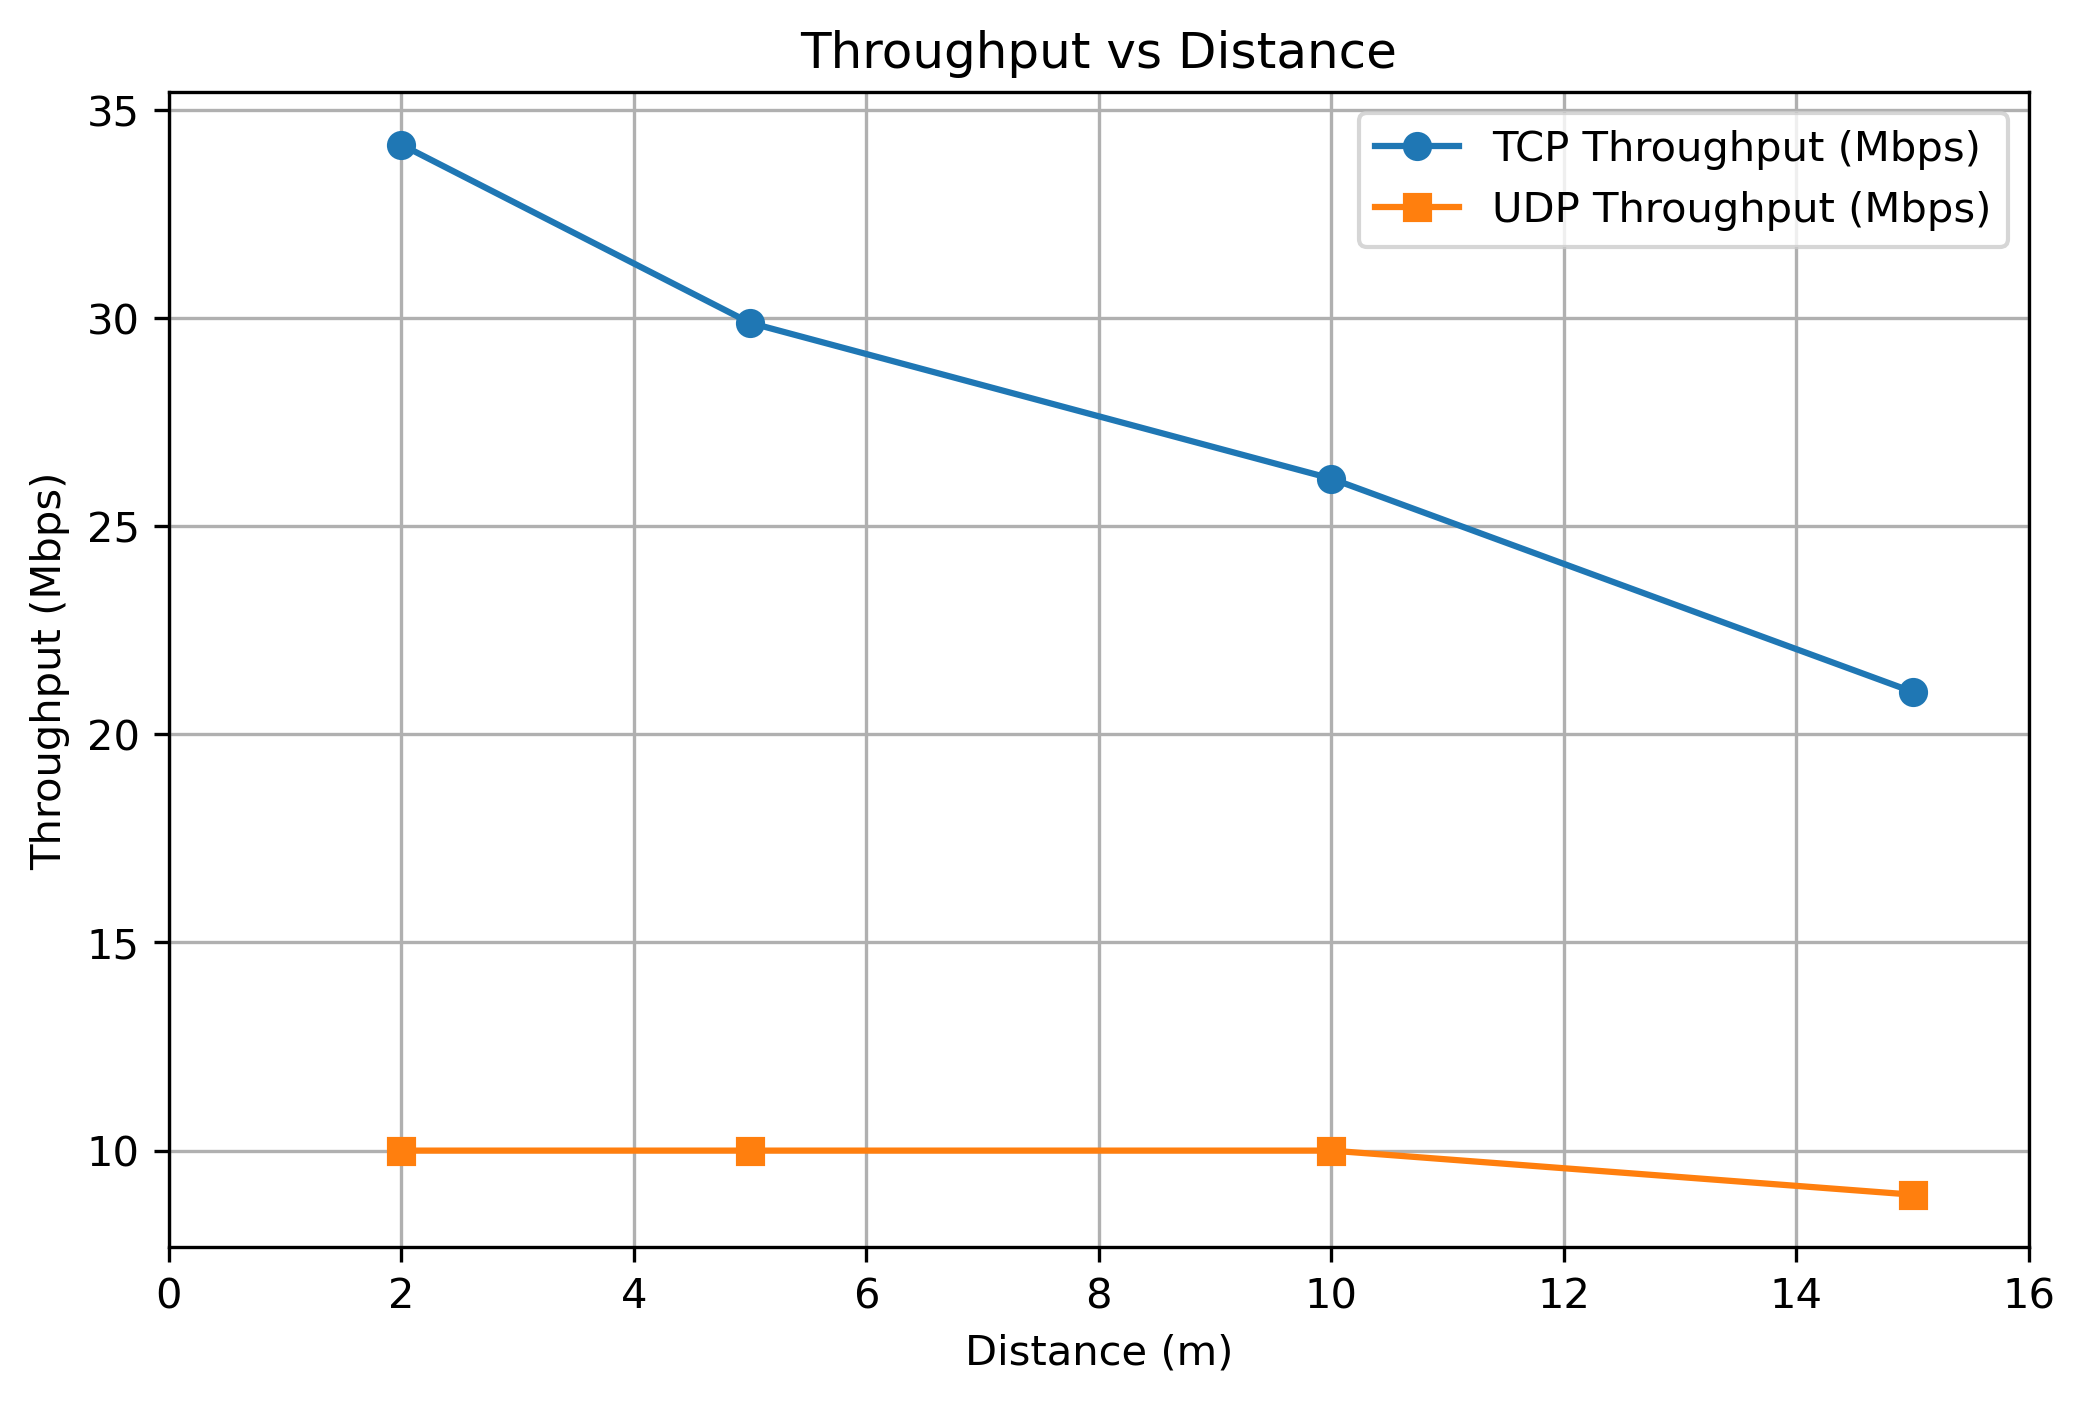 Throughput vs Distance
TCP Throughput (Mbps)
UDP Throughput (Mbps)
Throughput (Mbps)
35
30
25
20
15
10
0 2 4 6 8 10 12 14 16
Distance (m)